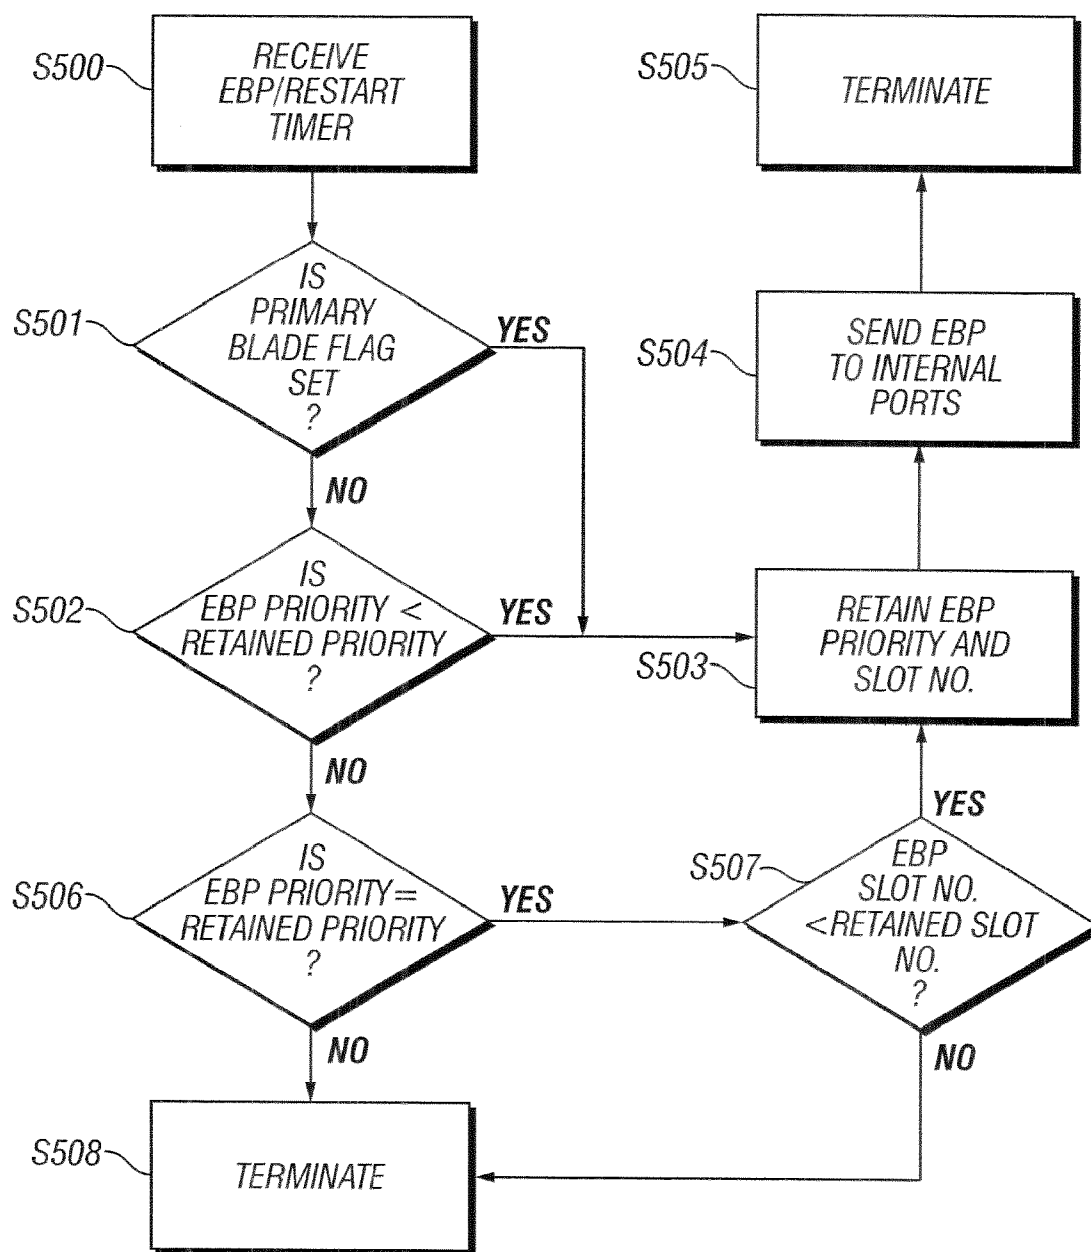 S500
RECEIVE
EBP/RESTART
TIMER
S505
TERMINATE
S501
IS
PRIMARY
BLADE FLAG
SET
?
YES
NO
S504
SEND EBP
TO INTERNAL
PORTS
S502
IS
EBP PRIORITY <
RETAINED PRIORITY
?
YES
NO
S503
RETAIN EBP
PRIORITY AND
SLOT NO.
S506
IS
EBP PRIORITY=
RETAINED PRIORITY
?
YES
NO
S507
EBP
SLOT NO.
<RETAINED SLOT
NO.
?
YES
NO
S508
TERMINATE